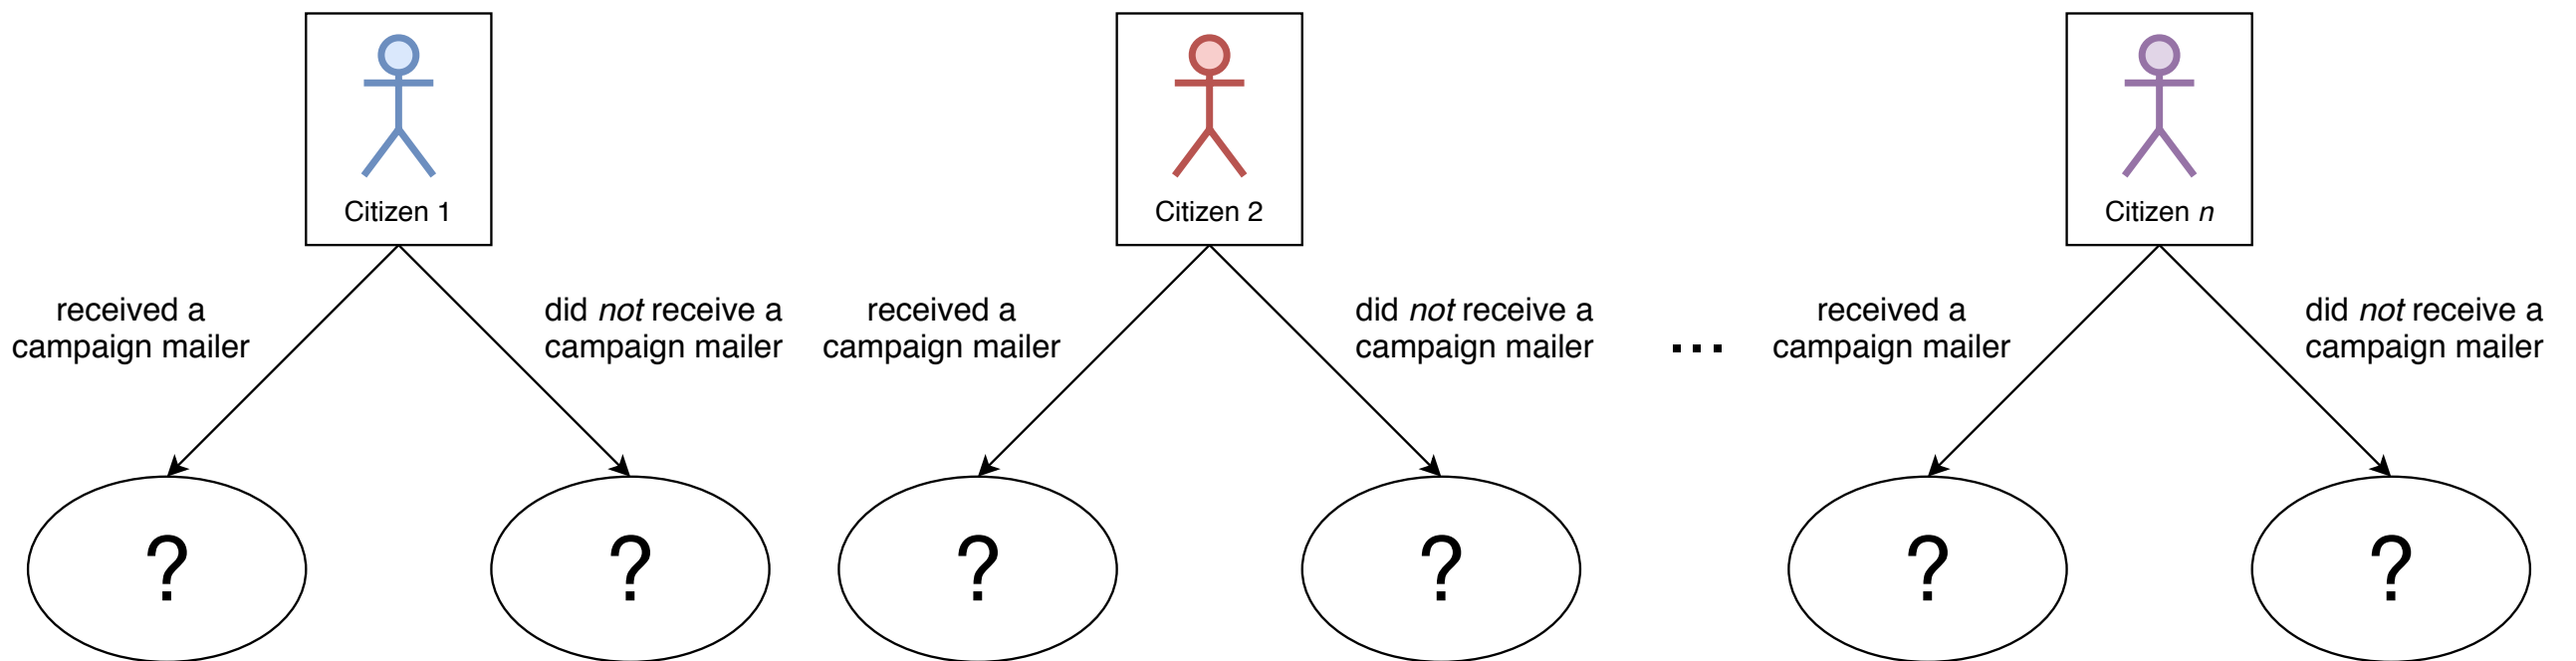 Citizen 1
Citizen 2
Citizen n
received a
campaign mailer
did not receive a
campaign mailer
received a
campaign mailer
did not receive a
campaign mailer
...
received a
campaign mailer
did not receive a
campaign mailer
?
?
?
?
?
?